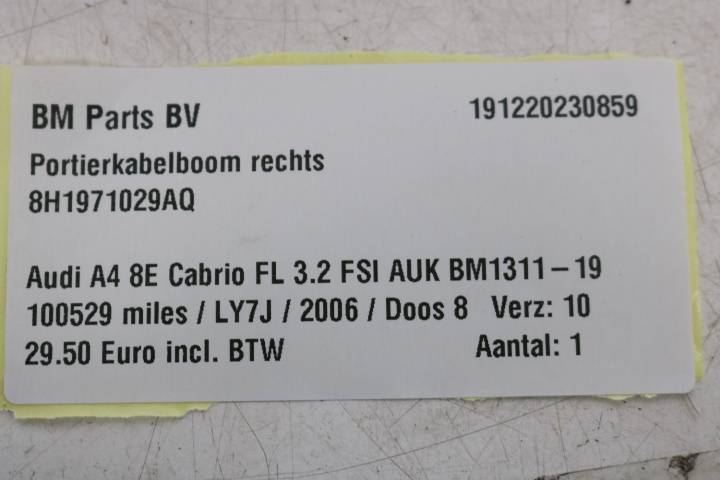 BM Parts BV 191220230859
Portierkabelboom rechts
8H1971029AQ
Audi A4 8E Cabrio FL 3.2 FSI AUK BM1311-19
100529 miles / LY7J / 2006 / Doos 8 Verz: 10
29.50 Euro incl. BTW Aantal: 1